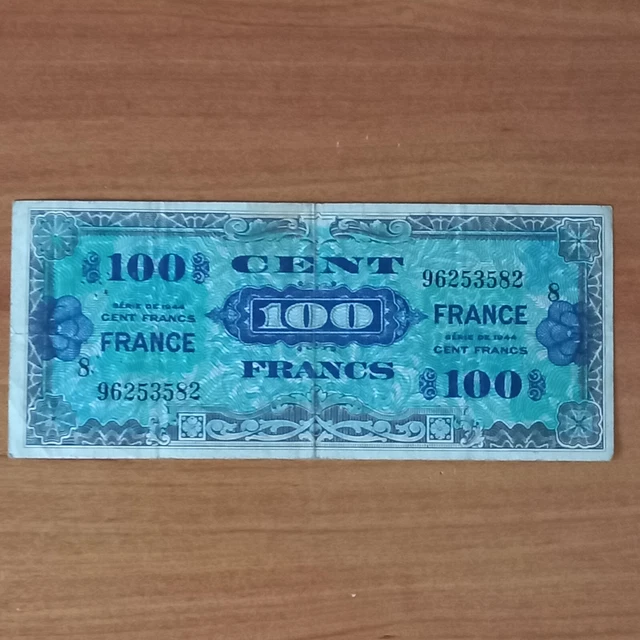 100
SÉRIE DE 1944
CENT FRANCS
FRANCE
8
96253582
CENT
100
FRANCS
96253582
8
FRANCE
SÉRIE DE 1944
CENT FRANCS
100